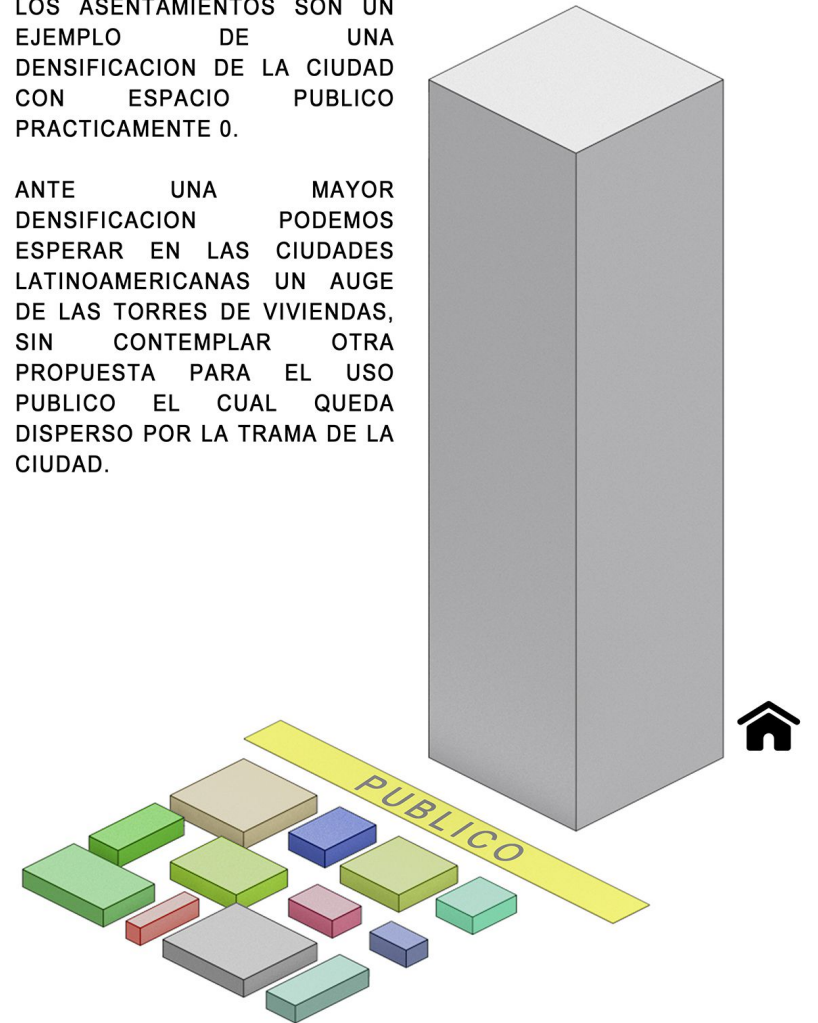 LOS ASENTAMIENTOS SON UN
EJEMPLO DE UNA
DENSIFICACION DE LA CIUDAD
CON ESPACIO PUBLICO
PRACTICAMENTE 0.
ANTE UNA MAYOR
DENSIFICACION PODEMOS
ESPERAR EN LAS CIUDADES
LATINOAMERICANAS UN AUGE
DE LAS TORRES DE VIVIENDAS,
SIN CONTEMPLAR OTRA
PROPUESTA PARA EL USO
PUBLICO EL CUAL QUEDA
DISPERSO POR LA TRAMA DE LA
CIUDAD.
PUBLICO